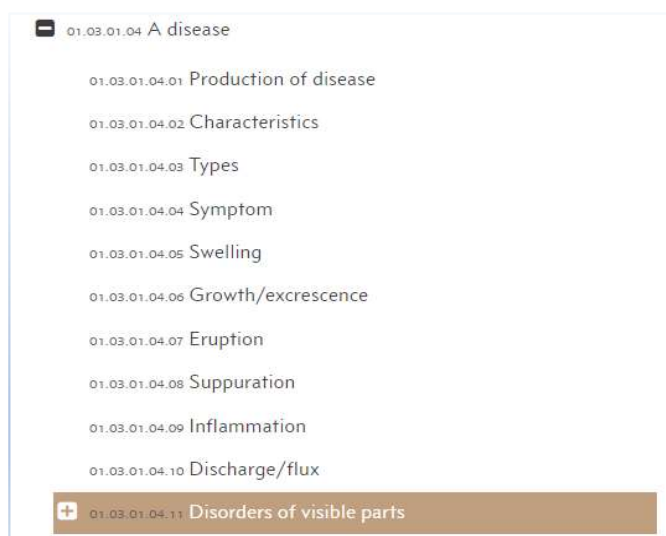 01.03.01.04 A disease
01.03.01.04.01 Production of disease
01.03.01.04.02 Characteristics
01.03.01.04.03 Types
01.03.01.04.04 Symptom
01.03.01.04.05 Swelling
01.03.01.04.06 Growth/excrescence
01.03.01.04.07 Eruption
01.03.01.04.08 Suppuration
01.03.01.04.09 Inflammation
01.03.01.04.10 Discharge/flux
01.03.01.04.11 Disorders of visible parts